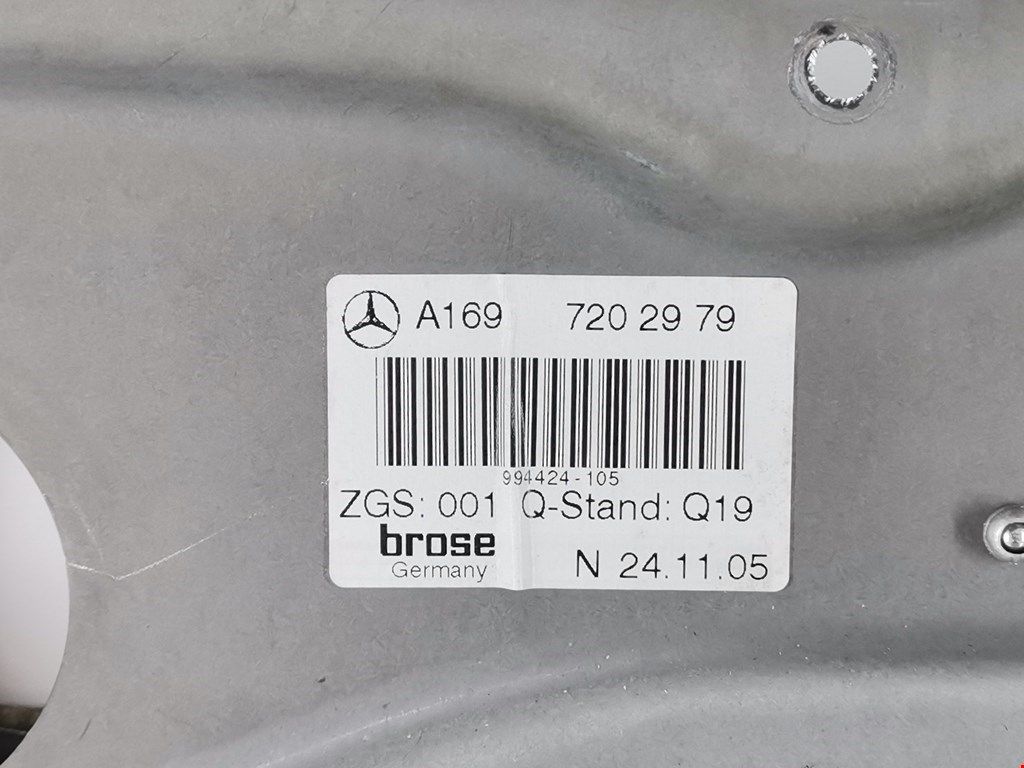 A169 720 29 79
994424-105
ZGS: 001 Q-Stand: Q19
brose
Germany
N 24.11.05